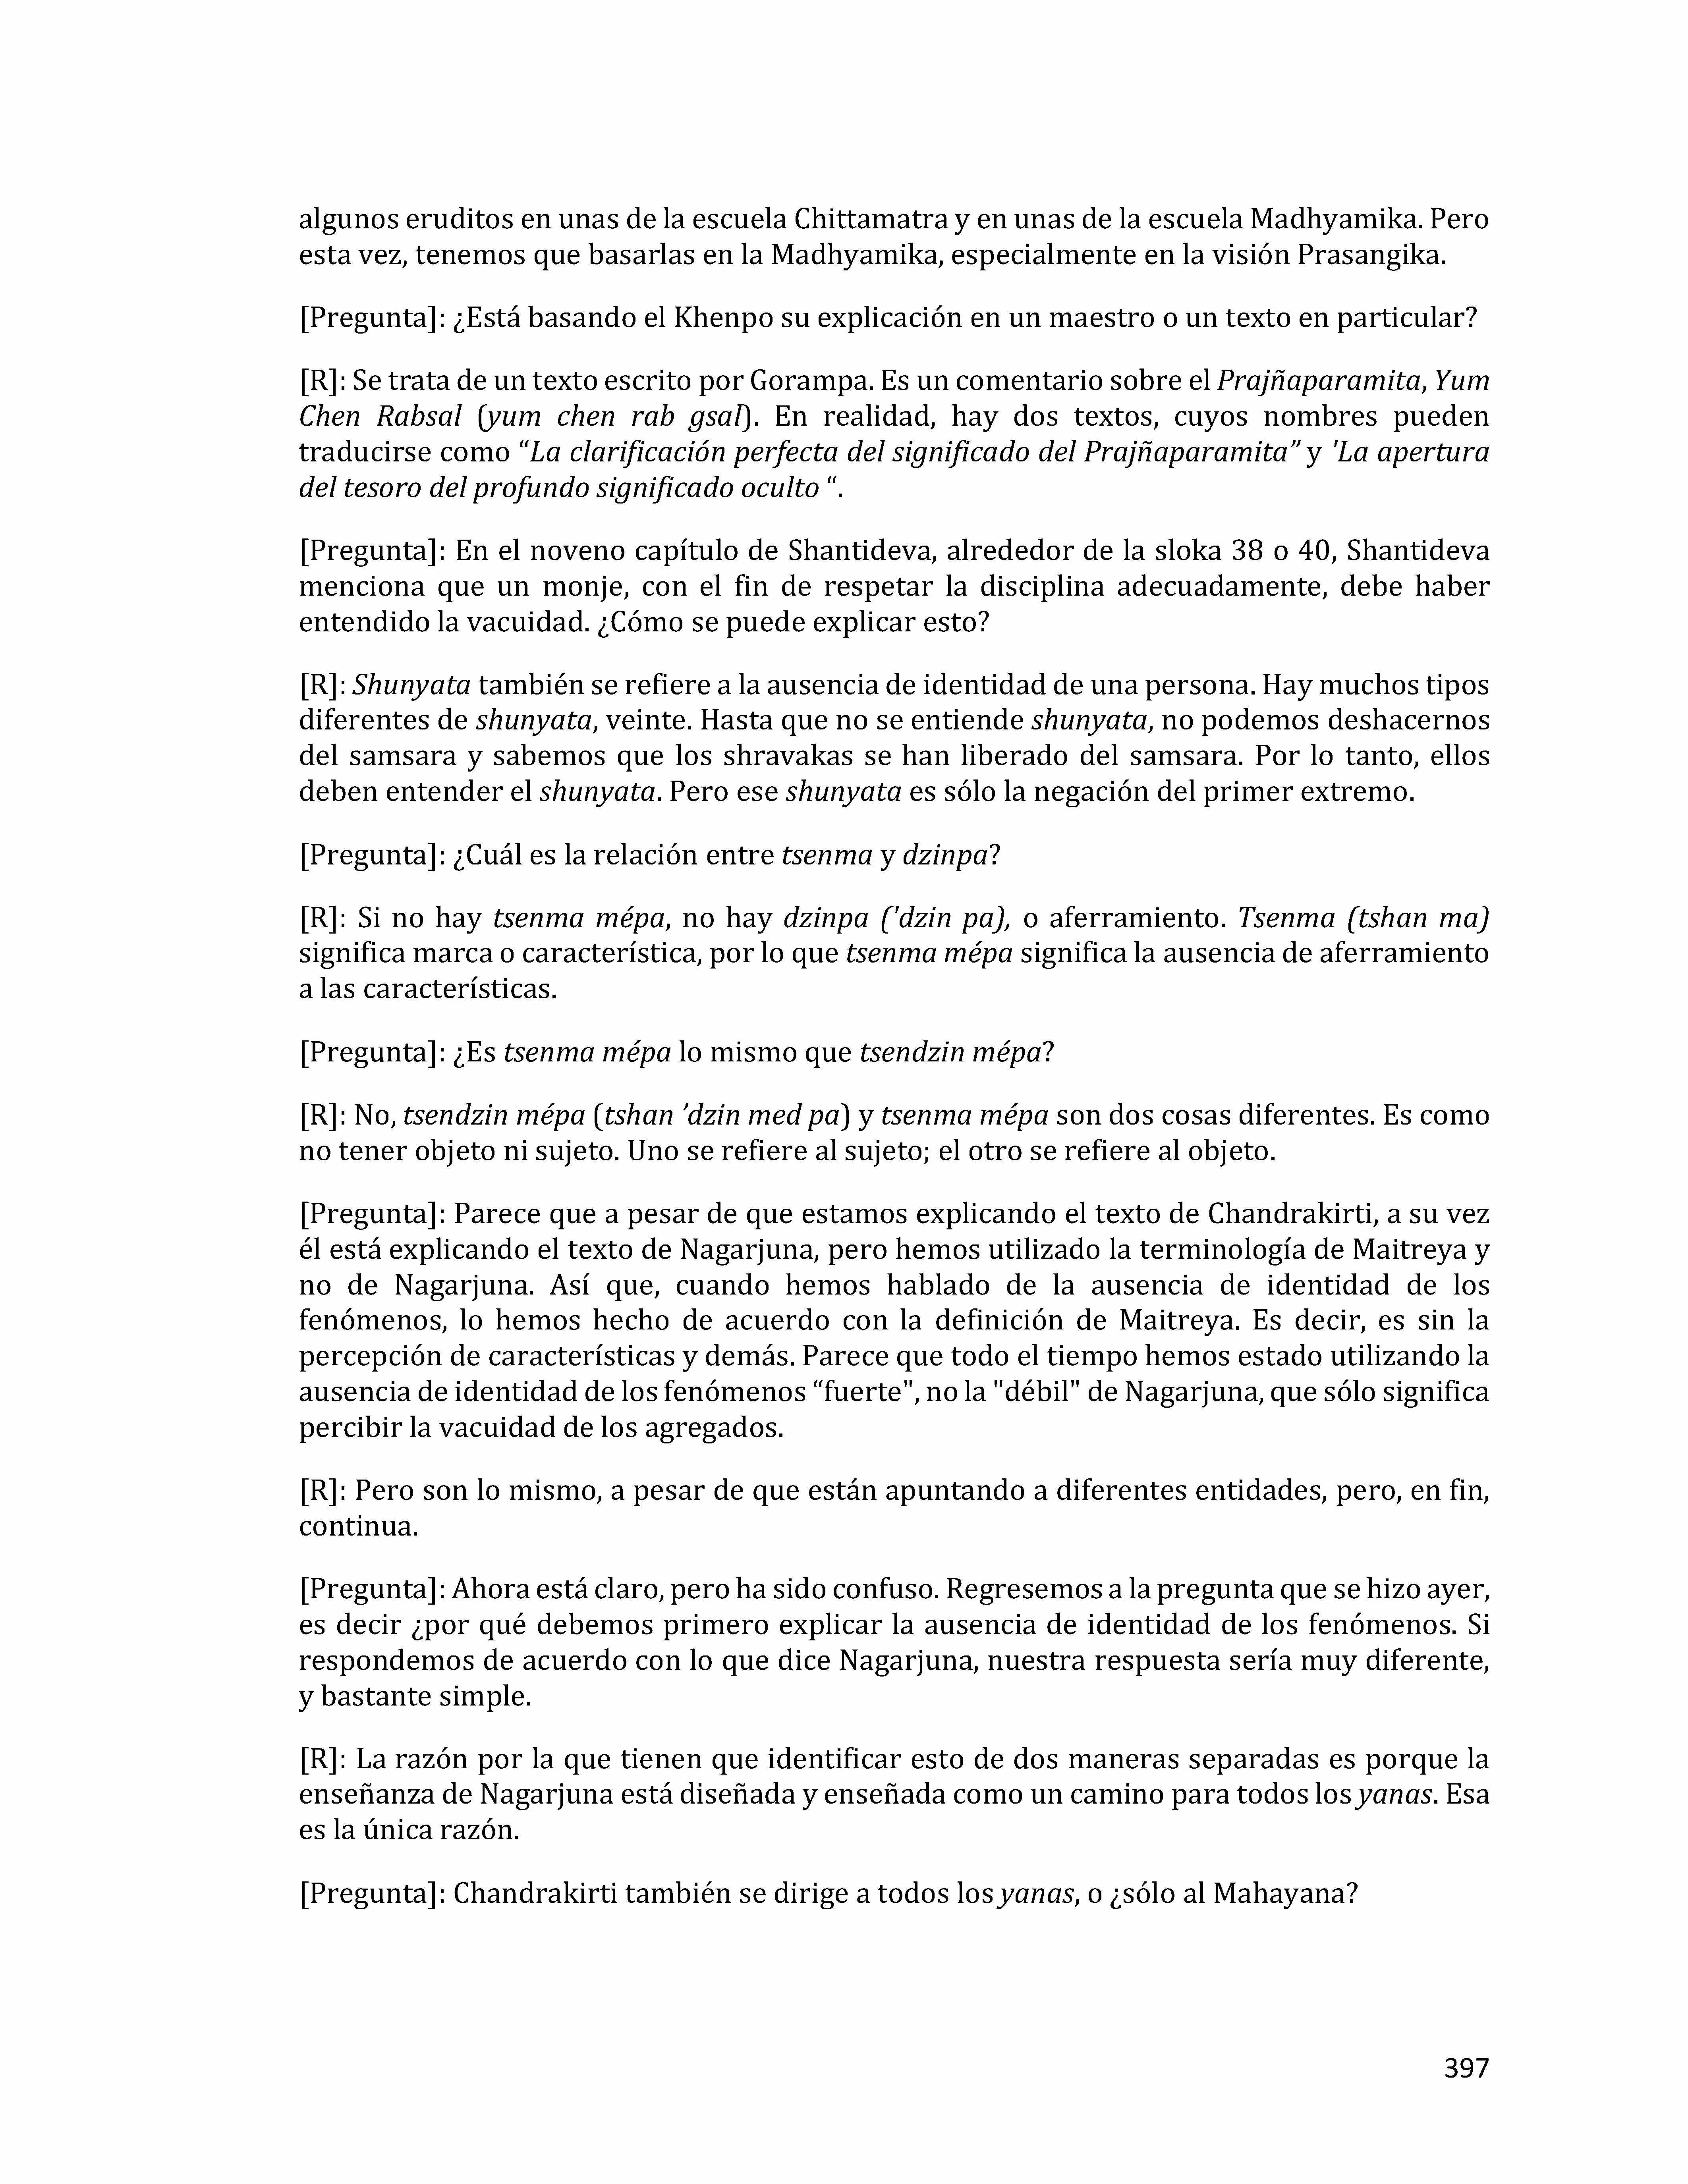 algunos eruditos en unas de la escuela Chittamatra y en unas de la escuela Madhyamika. Pero
esta vez, tenemos que basarlas en la Madhyamika, especialmente en la visión Prasangika.
[Pregunta]: ¿Está basando el Khenpo su explicación en un maestro o un texto en particular?
[R]: Se trata de un texto escrito por Gorampa. Es un comentario sobre el Prajñaparamita, Yum
Chen Rabsal (yum chen rab gsal). En realidad, hay dos textos, cuyos nombres pueden
traducirse como “La clarificación perfecta del significado del Prajñaparamita” y 'La apertura
del tesoro del profundo significado oculto “.
[Pregunta]: En el noveno capítulo de Shantideva, alrededor de la sloka 38 o 40, Shantideva
menciona que un monje, con el fin de respetar la disciplina adecuadamente, debe haber
entendido la vacuidad. ¿Cómo se puede explicar esto?
[R]: Shunyata también se refiere a la ausencia de identidad de una persona. Hay muchos tipos
diferentes de shunyata, veinte. Hasta que no se entiende shunyata, no podemos deshacernos
del samsara y sabemos que los shravakas se han liberado del samsara. Por lo tanto, ellos
deben entender el shunyata. Pero ese shunyata es sólo la negación del primer extremo.
[Pregunta]: ¿Cuál es la relación entre tsenma y dzinpa?
[R]: Si no hay tsenma mépa, no hay dzinpa ('dzin pa), o aferramiento. Tsenma (tshan ma)
significa marca o característica, por lo que tsenma mépa significa la ausencia de aferramiento
a las características.
[Pregunta]: ¿Es tsenma mépa lo mismo que tsendzin mépa?
[R]: No, tsendzin mépa (tshan ’dzin med pa) y tsenma mépa son dos cosas diferentes. Es como
no tener objeto ni sujeto. Uno se refiere al sujeto; el otro se refiere al objeto.
[Pregunta]: Parece que a pesar de que estamos explicando el texto de Chandrakirti, a su vez
él está explicando el texto de Nagarjuna, pero hemos utilizado la terminología de Maitreya y
no de Nagarjuna. Así que, cuando hemos hablado de la ausencia de identidad de los
fenómenos, lo hemos hecho de acuerdo con la definición de Maitreya. Es decir, es sin la
percepción de características y demás. Parece que todo el tiempo hemos estado utilizando la
ausencia de identidad de los fenómenos “fuerte", no la "débil" de Nagarjuna, que sólo significa
percibir la vacuidad de los agregados.
[R]: Pero son lo mismo, a pesar de que están apuntando a diferentes entidades, pero, en fin,
continua.
[Pregunta]: Ahora está claro, pero ha sido confuso. Regresemos a la pregunta que se hizo ayer,
es decir ¿por qué debemos primero explicar la ausencia de identidad de los fenómenos. Si
respondemos de acuerdo con lo que dice Nagarjuna, nuestra respuesta sería muy diferente,
y bastante simple.
[R]: La razón por la que tienen que identificar esto de dos maneras separadas es porque la
enseñanza de Nagarjuna está diseñada y enseñada como un camino para todos los yanas. Esa
es la única razón.
[Pregunta]: Chandrakirti también se dirige a todos los yanas, o ¿sólo al Mahayana?
397